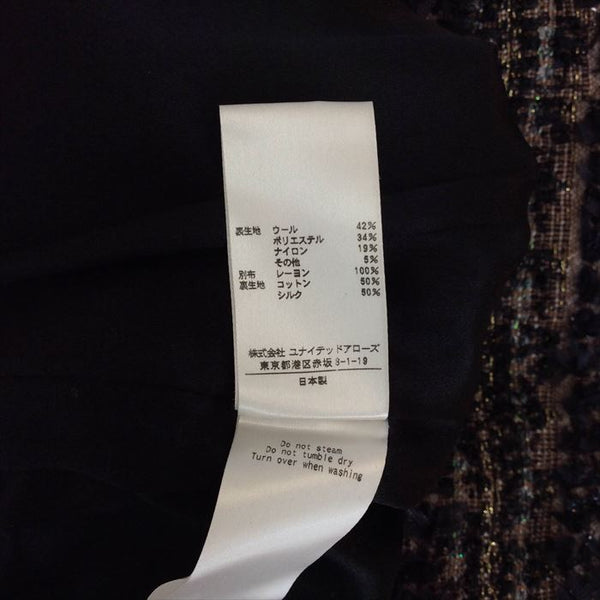 表生地 ウール 42%
ポリエステル 34%
ナイロン 19%
その他 5%
別布 レーヨン 100%
裏生地 コットン 50%
シルク 50%
株式会社 ユナイテッドアローズ
東京都港区赤坂 8-1-19
日本製
Do not steam
Do not tumble dry
Turn over when washing